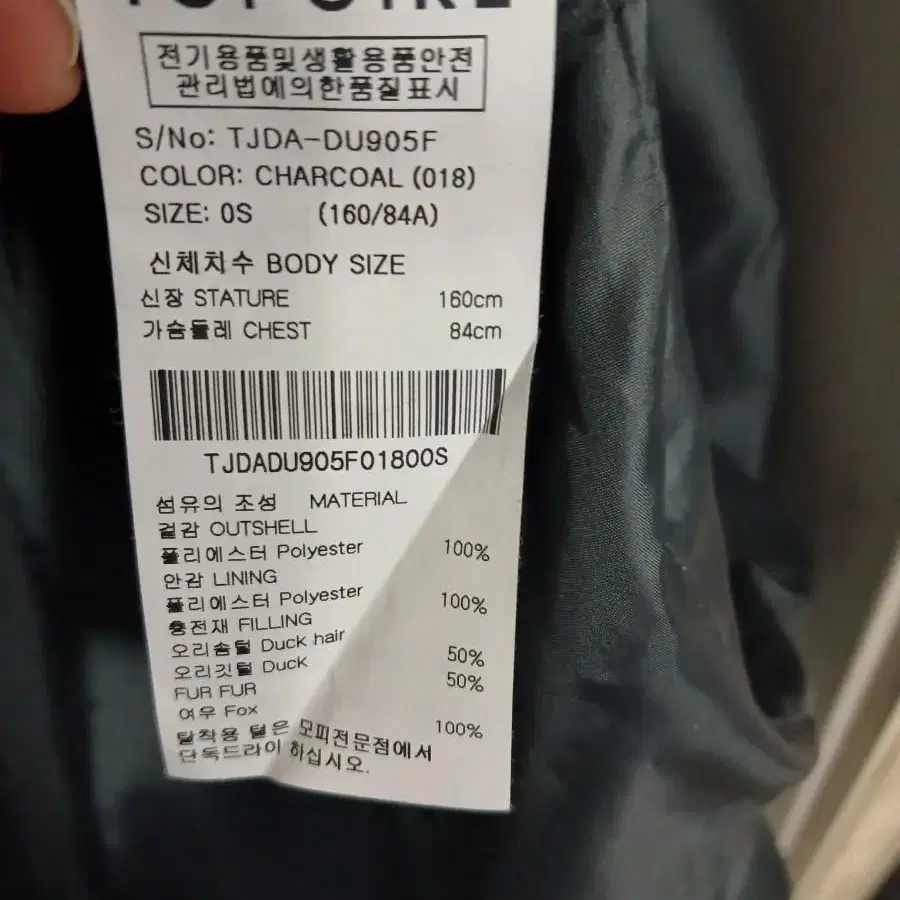 전기용품및생활용품안전
관리법에의한품질표시
S/No: TJDA-DU905F
COLOR: CHARCOAL (018)
SIZE: 0S (160/84A)
신체치수 BODY SIZE
신장 STATURE 160cm
가슴둘레 CHEST 84cm
TJDADU905F01800S
섬유의 조성 MATERIAL
겉감 OUTSHELL
폴리에스터 Polyester 100%
안감 LINING
폴리에스터 Polyester 100%
충전재 FILLING
오리솜털 Duck hair 50%
오리깃털 Duck 50%
FUR FUR
여우 Fox 100%
탈착용 털은 모피전문점에서
단독드라이 하십시오.